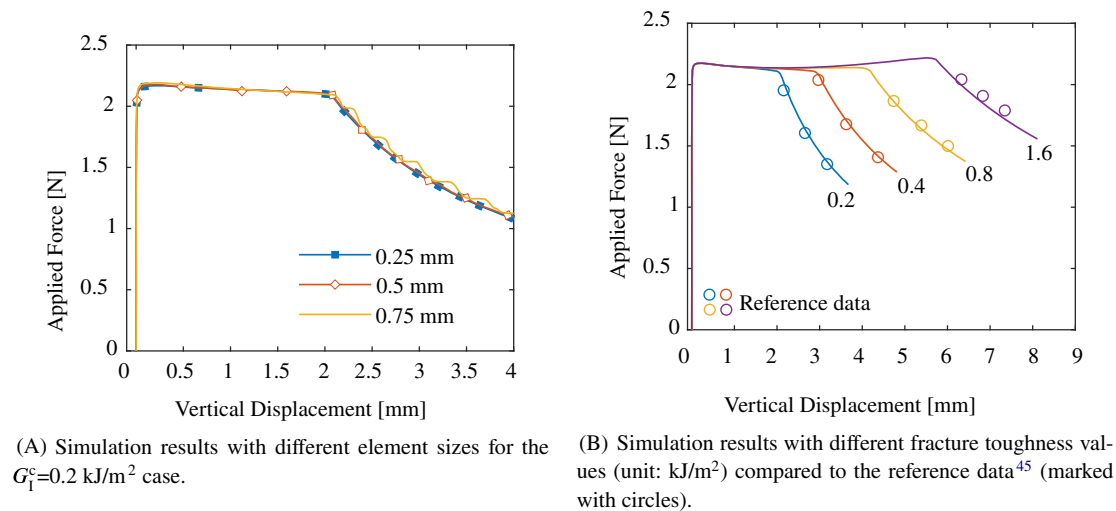 2.5
2
1.5
1
0.5
0
Applied Force [N]
0.25 mm
0.5 mm
0.75 mm
0 0.5 1 1.5 2 2.5 3 3.5 4
Vertical Displacement [mm]
(A) Simulation results with different element sizes for the
G_I^c=0.2 kJ/m² case.
2.5
2
1.5
1
0.5
0
Applied Force [N]
0.2
0.4
0.8
1.6
Reference data
0 1 2 3 4 5 6 7 8 9
Vertical Displacement [mm]
(B) Simulation results with different fracture toughness val-
ues (unit: kJ/m²) compared to the reference data⁴⁵ (marked
with circles).